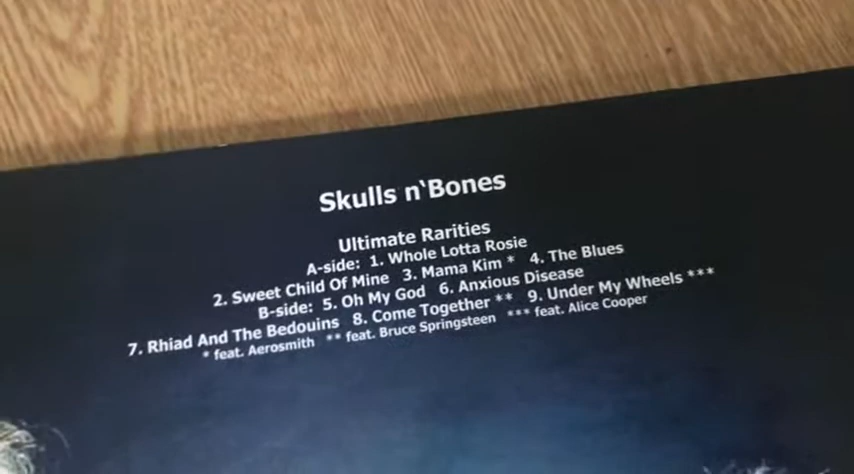 Skulls n`Bones
Ultimate Rarities
A-side: 1. Whole Lotta Rosie
2. Sweet Child Of Mine 3. Mama Kim * 4. The Blues
B-side: 5. Oh My God 6. Anxious Disease
7. Rhiad And The Bedouins 8. Come Together ** 9. Under My Wheels ***
* feat. Aerosmith ** feat. Bruce Springsteen *** feat. Alice Cooper